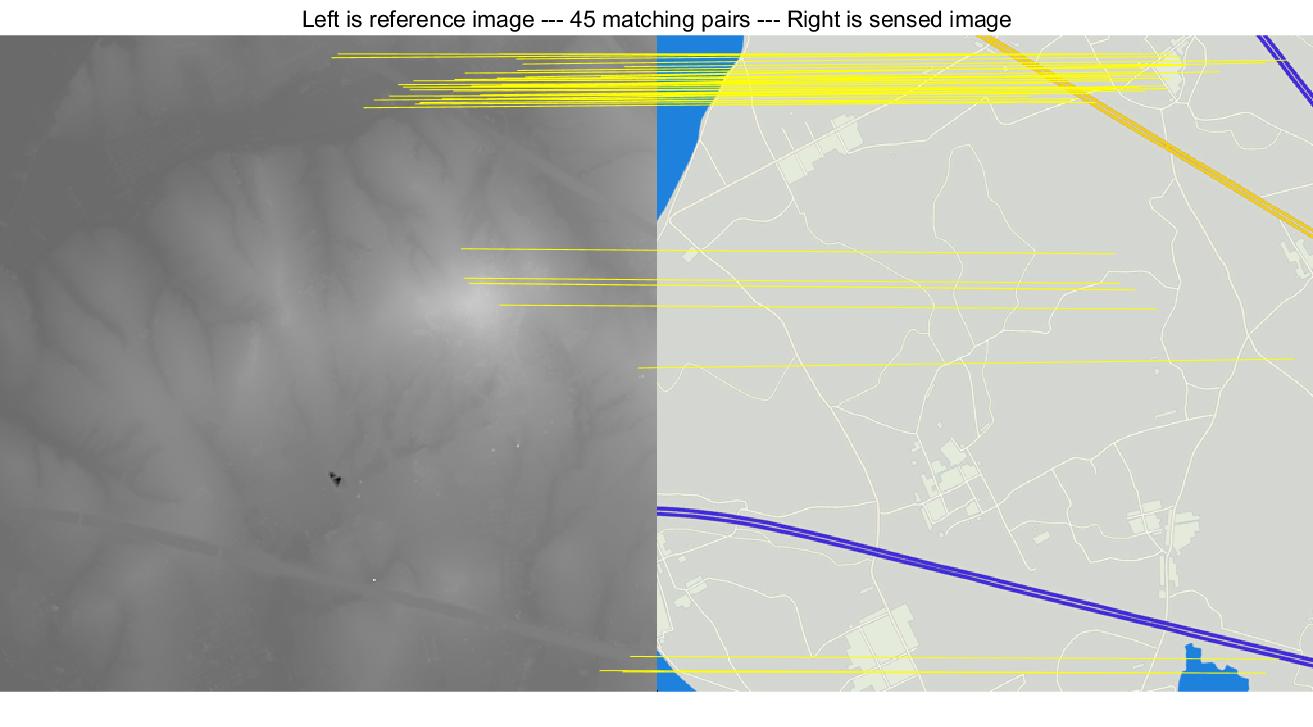 Left is reference image --- 45 matching pairs --- Right is sensed image